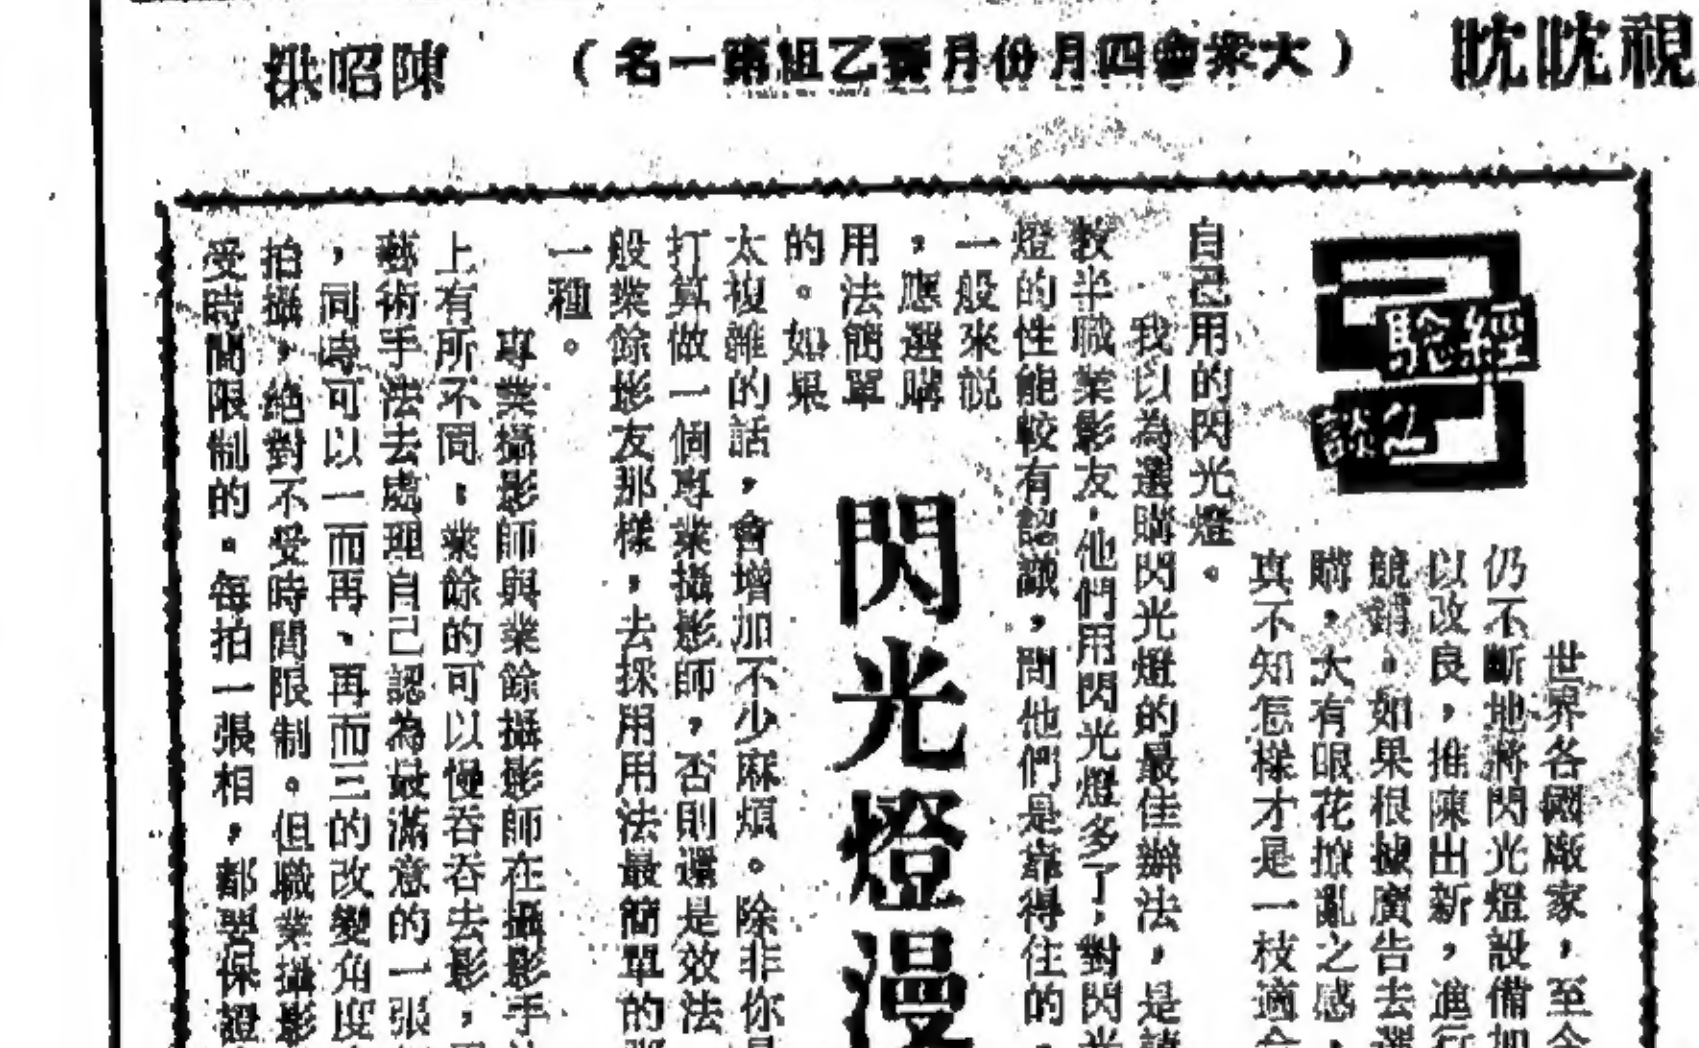 視眈眈
（大眾會四月份月賽乙組第一名）
陳昭洪
經驗
之談
世界各國廠家，至今
仍不斷地將閃光燈設備加
以改良，推陳出新，進行
競銷。如果根據廣告去選
購，大有眼花撩亂之感，
真不知怎樣才是一枝適合
自己用的閃光燈。
我以為選購閃光燈的最佳辦法，是請
教半職業影友，他們用閃光燈多了，對閃光
燈的性能較有認識，問他們是靠得住的。
一般來說
，應選購
用法簡單
的。如果
閃光燈漫
太複雜的話，會增加不少麻煩。除非你是
打算做一個專業攝影師，否則還是效法
般業餘影友那樣，去採用用法最簡單的那
一種。
專業攝影師與業餘攝影師在攝影手
上有所不同：業餘的可以慢吞吞去影，
藝術手法去處理自己認為最滿意的一張
，同時可以一而再、再而三的改變角度
拍攝，絕對不受時間限制。但職業攝影
受時間限制的。每拍一張相，都要保證